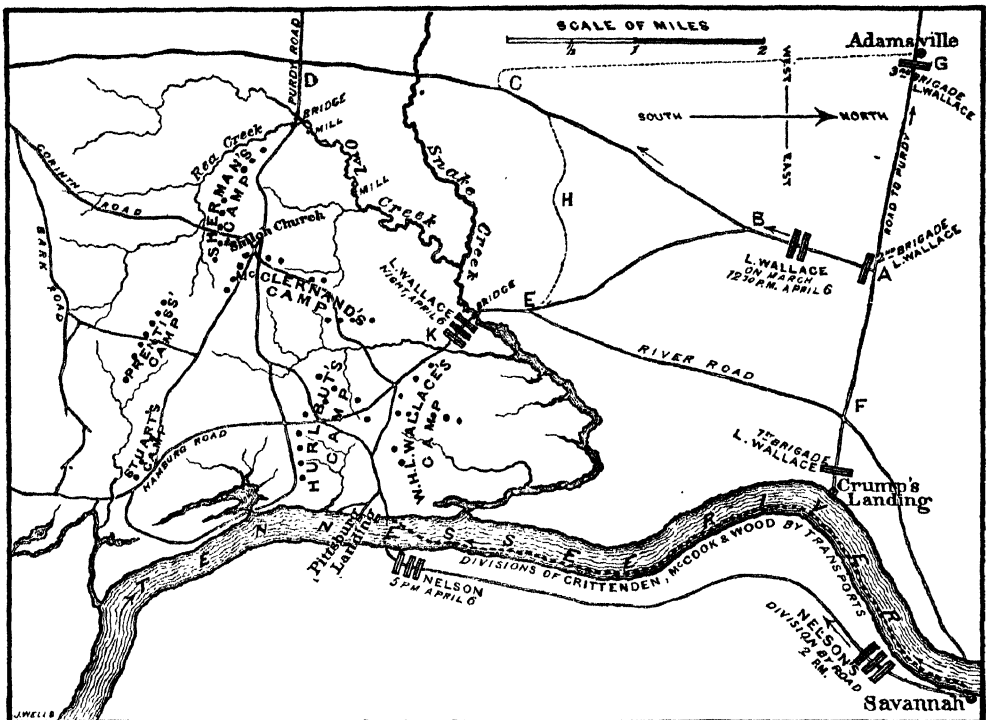 SCALE OF MILES
½ 1 2
Adamsville
G
3RD BRIGADE
L. WALLACE
PURDY ROAD
D
C
WEST
EAST
SOUTH
NORTH
BRIDGE
MILL
OWL
MILL
Creek
Snake
Creek
Rea Creek
SHERMAN'S
CAMP
CORINTH
ROAD
BARK ROAD
Shiloh Church
H
B
ROAD TO PURDY
2ND BRIGADE
L. WALLACE
A
L. WALLACE
ON MARCH
12 30 P.M. APRIL 6
McCLERNAND'S
CAMP
L. WALLACE
NIGHT, APRIL 6
K
BRIDGE
E
PRENTISS'
CAMP
RIVER ROAD
F
STUART'S
CAMP
HAMBURG ROAD
HURLBUT'S
CAMP
W.H.L. WALLACE'S
CAMP
1ST BRIGADE
L. WALLACE
Crump's
Landing
Pittsburg
Landing
TENNESSEE RIVER
DIVISIONS OF CRITTENDEN, McCOOK & WOOD BY TRANSPORTS
NELSON
5 PM APRIL 6
NELSON'S
DIVISION BY ROAD
2 P.M.
Savannah
J. WELLS